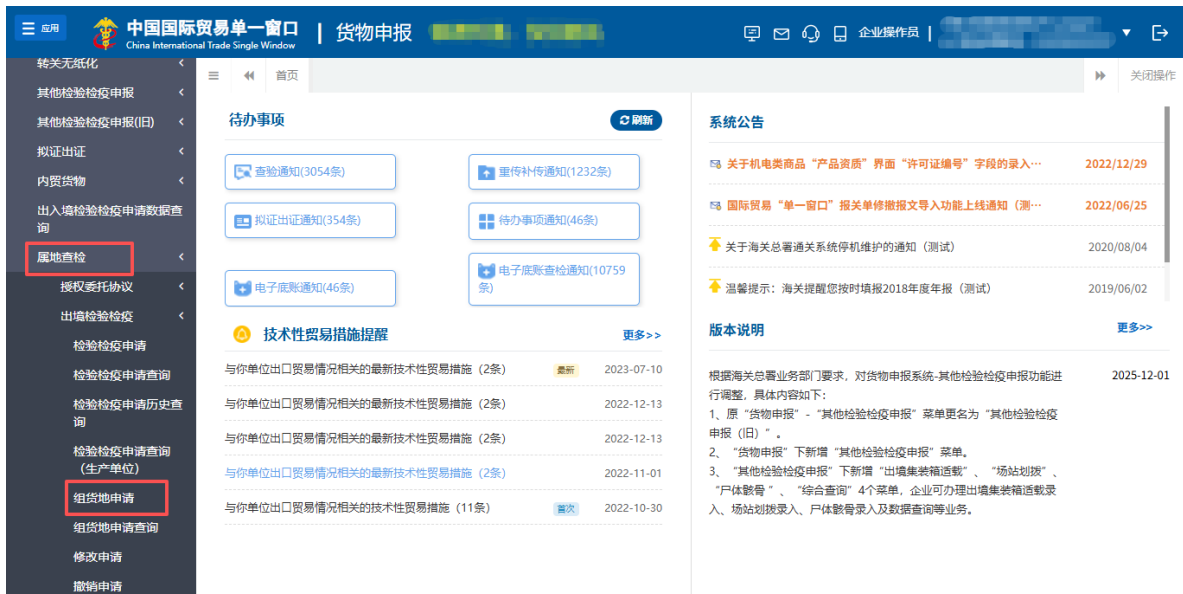 应用
中国国际贸易单一窗口
China International Trade Single Window
货物申报
企业操作员
转关无纸化
其他检验检疫申报
其他检验检疫申报(旧)
拟证出证
内贸货物
出入境检验检疫申请数据查
询
属地查检
授权委托协议
出境检验检疫
检验检疫申请
检验检疫申请查询
检验检疫申请历史查
询
检验检疫申请查询
（生产单位）
组货地申请
组货地申请查询
修改申请
撤销申请
首页
关闭操作
待办事项
刷新
查验通知(3054条)
重传补传通知(1232条)
拟证出证通知(354条)
待办事项通知(46条)
电子底账通知(46条)
电子底账查检通知(10759
条)
技术性贸易措施提醒
更多>>
与你单位出口贸易情况相关的最新技术性贸易措施（2条） 最新 2023-07-10
与你单位出口贸易情况相关的最新技术性贸易措施（2条） 2022-12-13
与你单位出口贸易情况相关的最新技术性贸易措施（2条） 2022-12-13
与你单位出口贸易情况相关的最新技术性贸易措施（2条） 2022-11-01
与你单位出口贸易情况相关的技术性贸易措施（11条） 首次 2022-10-30
系统公告
关于机电类商品“产品资质”界面“许可证编号”字段的录入… 2022/12/29
国际贸易“单一窗口”报关单修撤报文导入功能上线通知（测… 2022/06/25
关于海关总署通关系统停机维护的通知（测试） 2020/08/04
温馨提示：海关提醒您按时填报2018年度年报（测试） 2019/06/02
版本说明
更多>>
根据海关总署业务部门要求，对货物申报系统-其他检验检疫申报功能进 2025-12-01
行调整，具体内容如下：
1、原“货物申报”-“其他检验检疫申报”菜单更名为“其他检验检疫
申报（旧）”。
2、“货物申报”下新增“其他检验检疫申报”菜单。
3、“其他检验检疫申报”下新增“出境集装箱适载”、“场站划拨”、
“尸体骸骨 ”、“综合查询”4个菜单，企业可办理出境集装箱适载录
入、场站划拨录入、尸体骸骨录入及数据查询等业务。